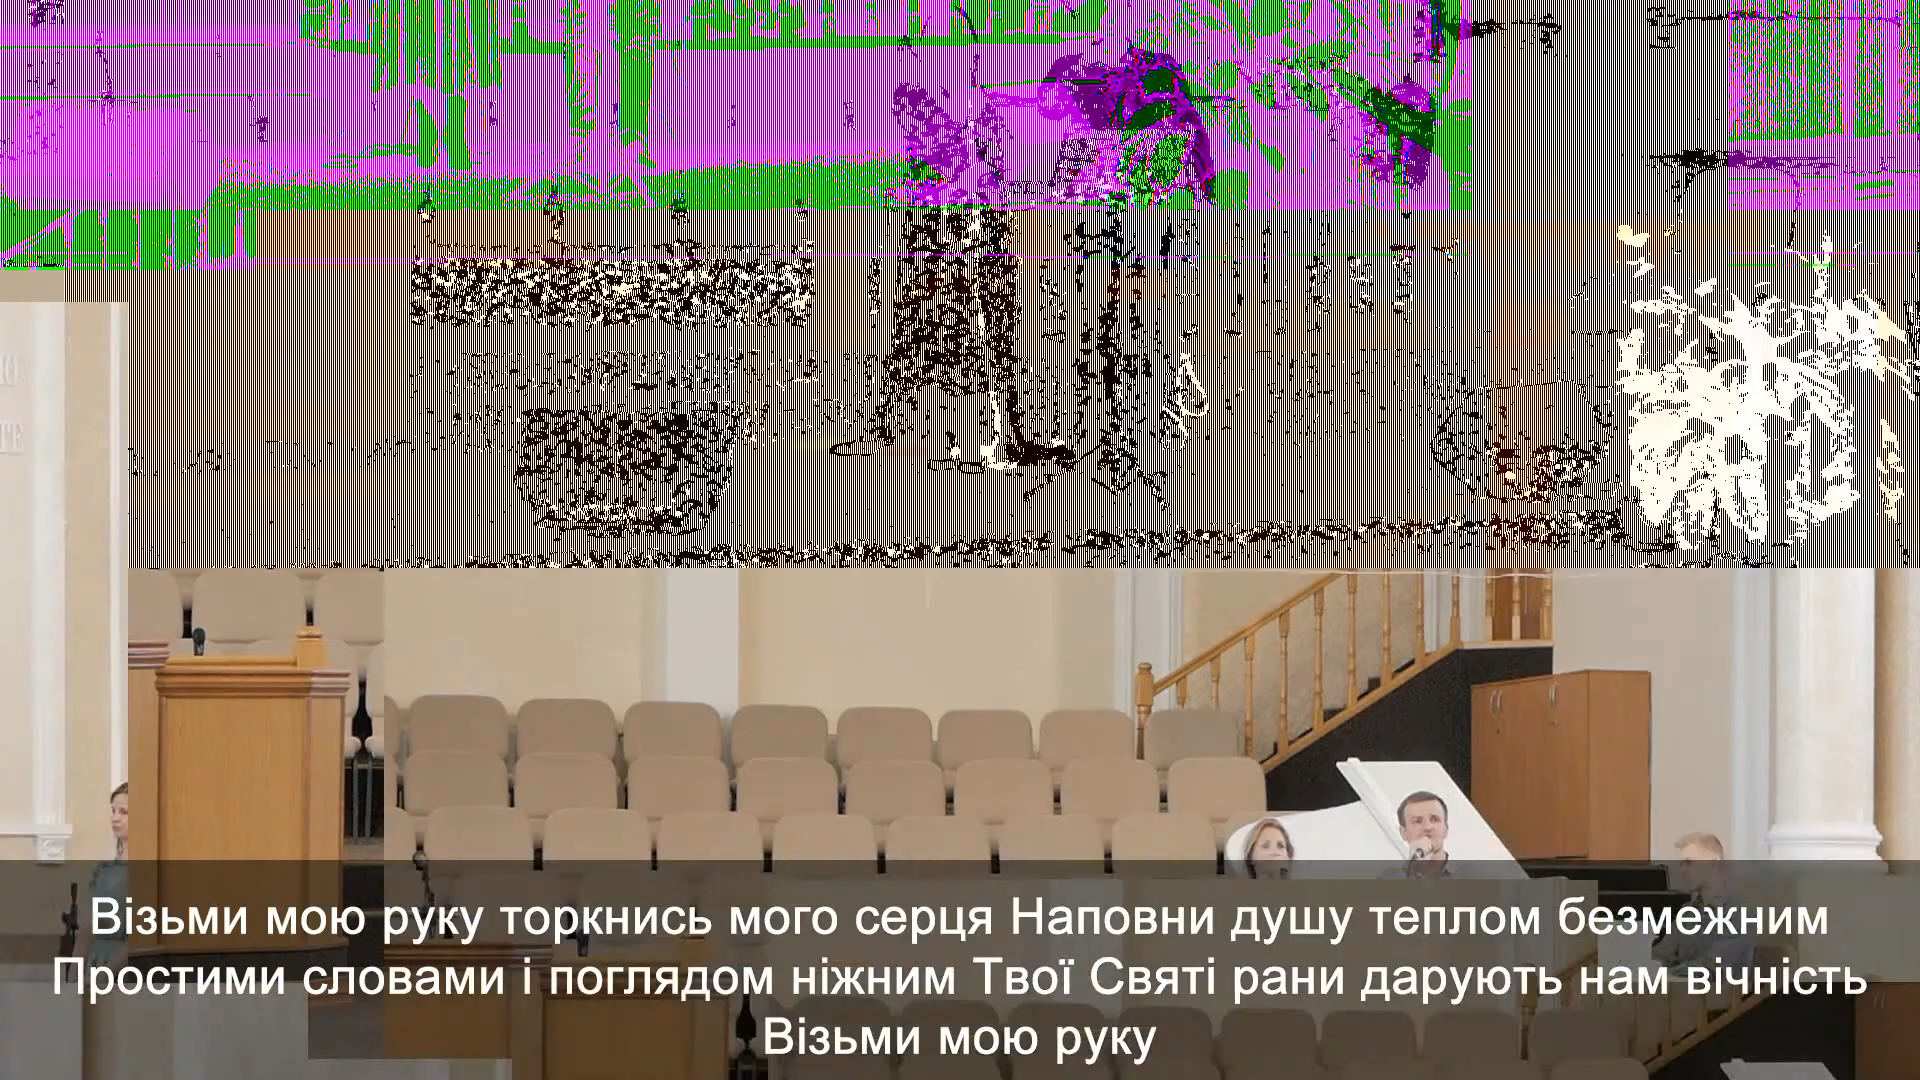 Візьми мою руку торкнись мого серця Наповни душу теплом безмежним
Простими словами і поглядом ніжним Твої Святі рани дарують нам вічність
Візьми мою руку